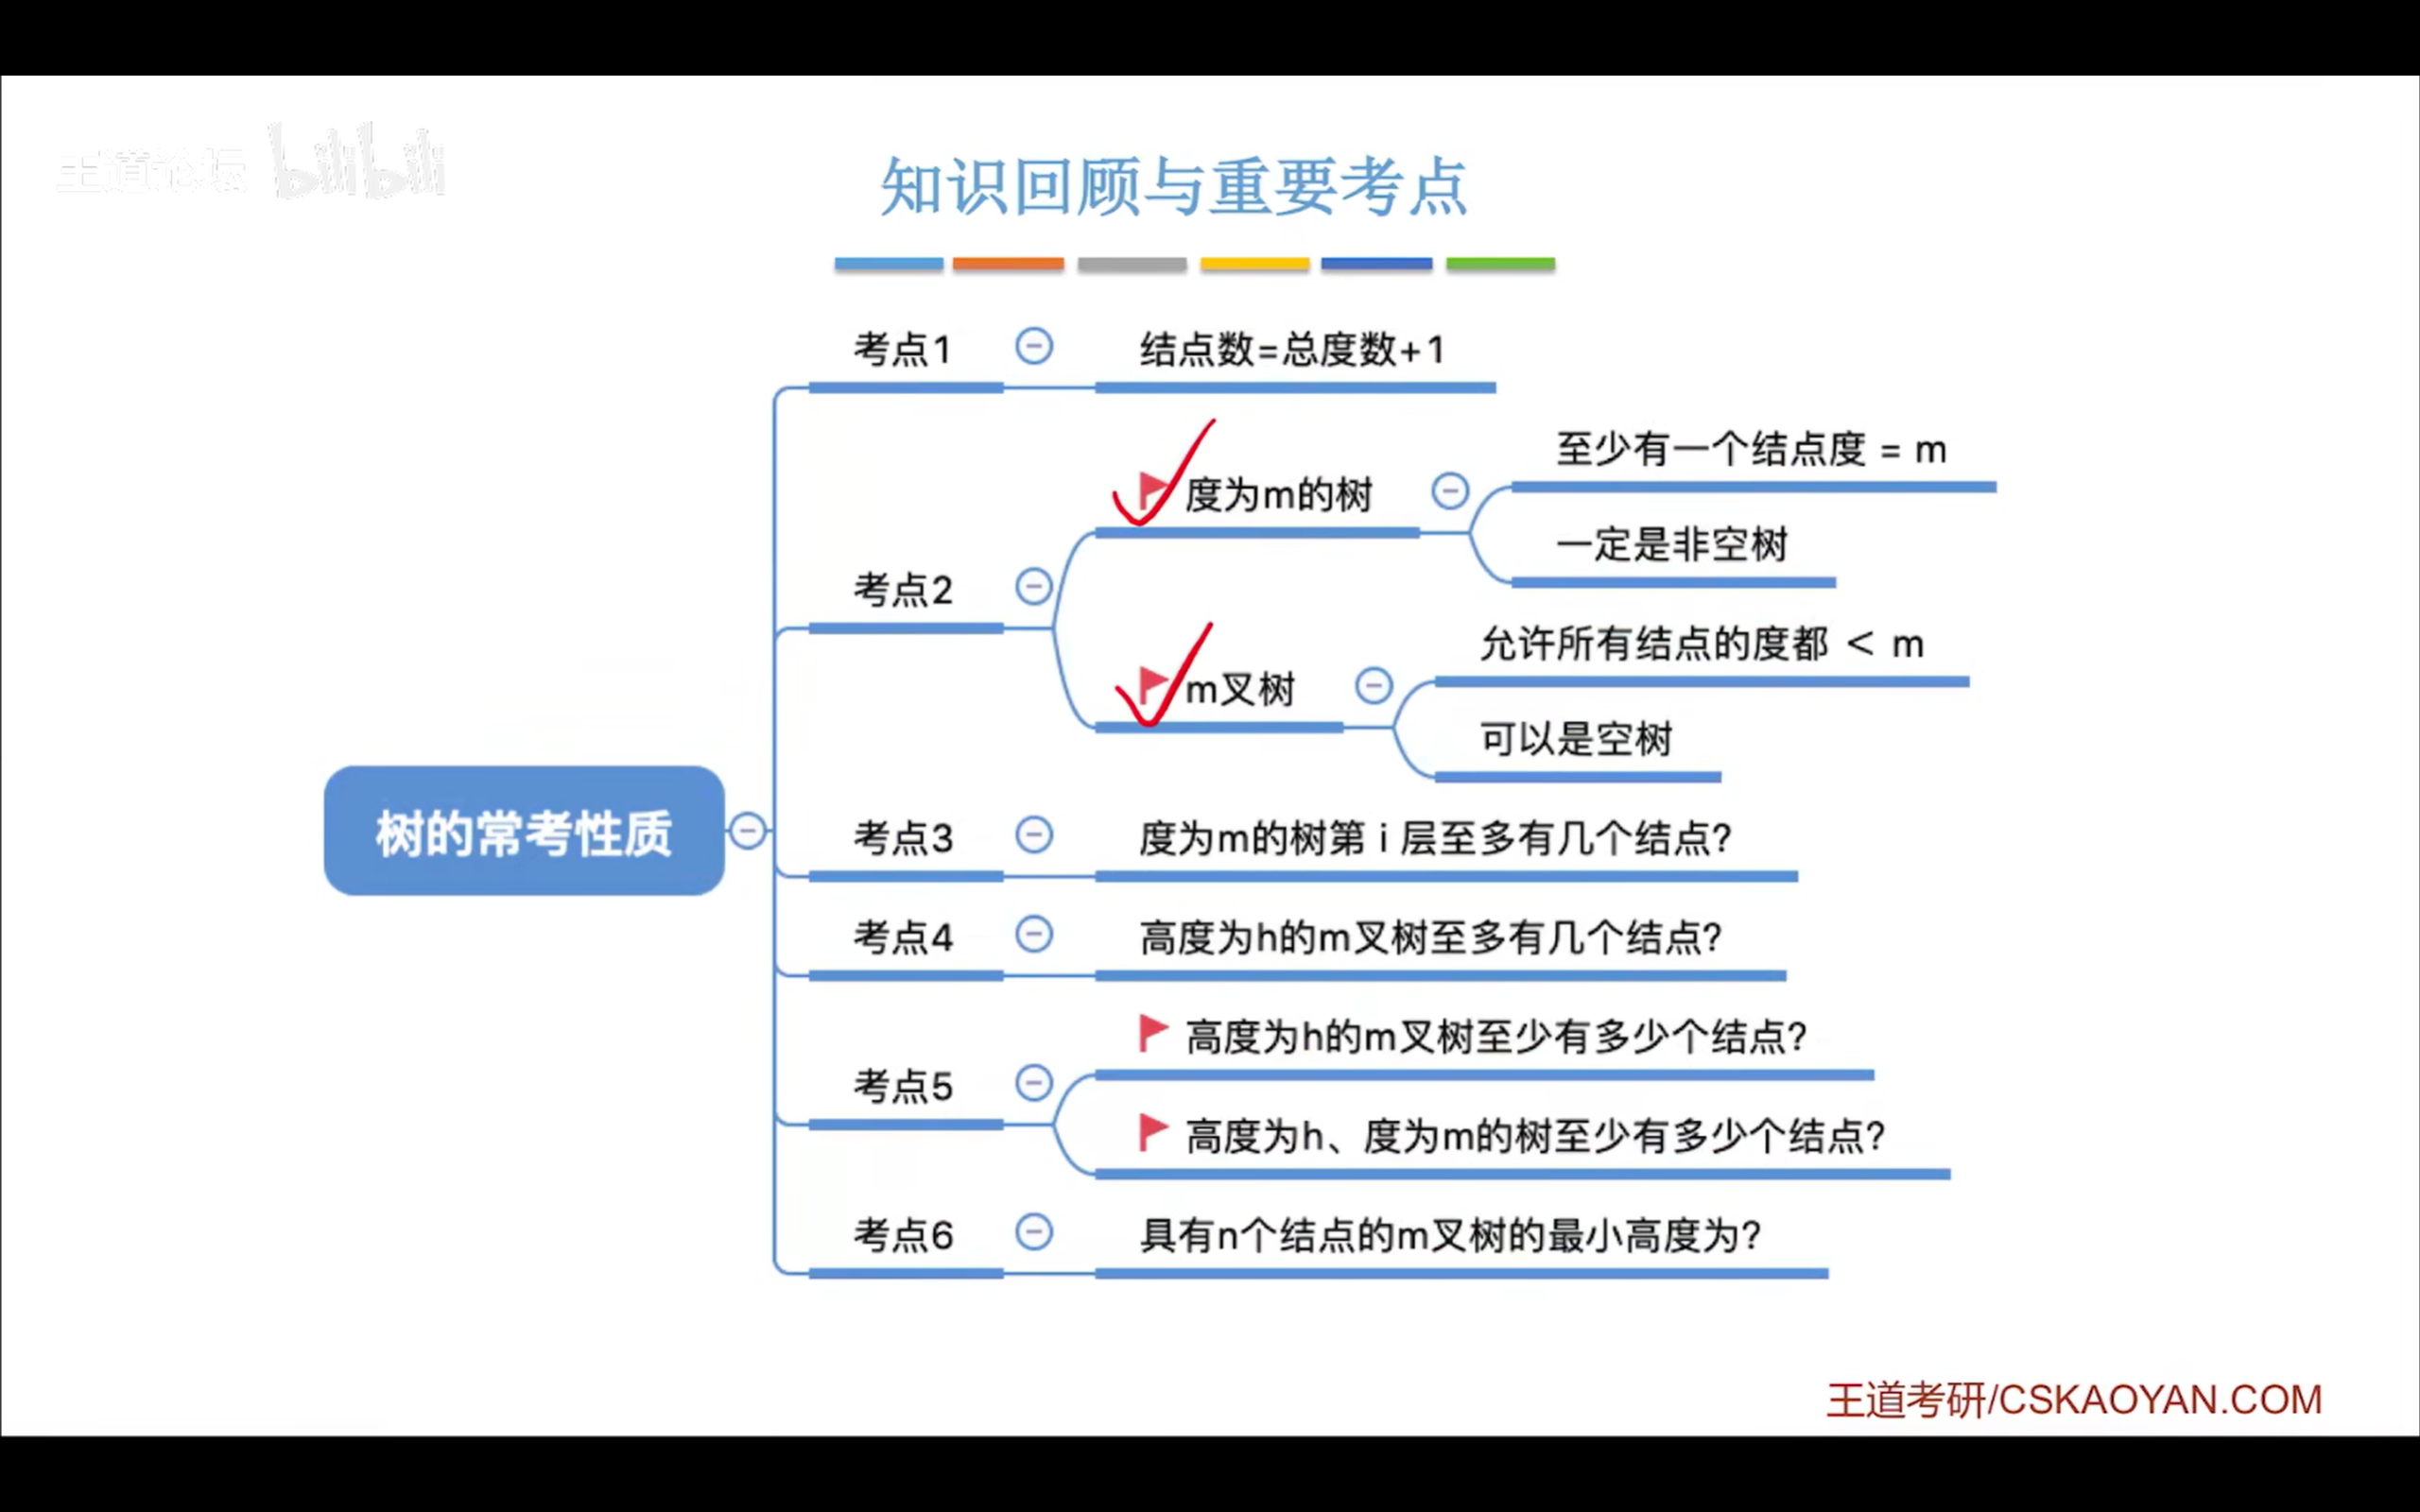 王道论坛 bilibili
知识回顾与重要考点
考点1
结点数=总度数+1
考点2
度为m的树
至少有一个结点度 = m
一定是非空树
m叉树
允许所有结点的度都 < m
可以是空树
树的常考性质
考点3
度为m的树第 i 层至多有几个结点?
考点4
高度为h的m叉树至多有几个结点?
考点5
高度为h的m叉树至少有多少个结点?
高度为h、度为m的树至少有多少个结点?
考点6
具有n个结点的m叉树的最小高度为?
王道考研/CSKAOYAN.COM